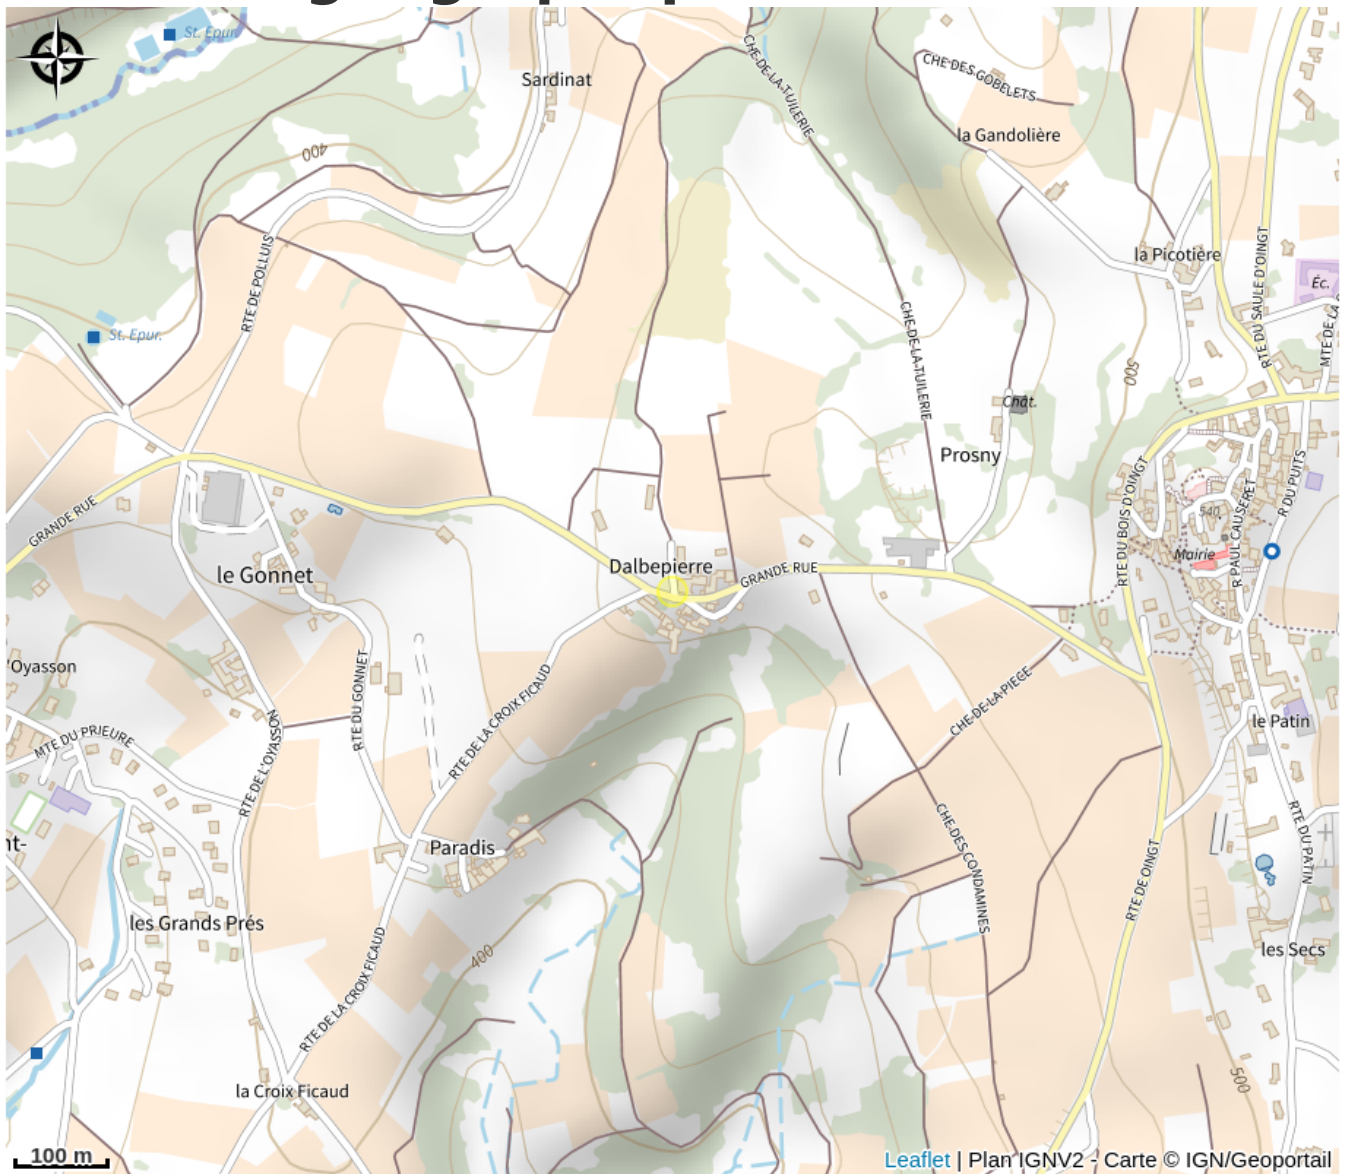 St. Epur.
Sardinat
CHE DE LA TUILERIE
CHE DES GOBELETS
la Gandolière
400
RTE DE POLLUIS
la Picotière
RTE DU SAULE D'OINGT
Éc.
St. Epur.
CHE DE LA TUILERIE
500
Chât.
Prosny
GRANDE RUE
RTE DU BOIS D'OINGT
R PAUL CAUSERET
R DU PUITS
540
Mairie
le Gonnet
Dalbepierre
GRANDE RUE
'Oyasson
RTE DU GONNET
RTE DE LA CROIX FICAUD
CHE DE LA PIECE
le Patin
MTE DU PRIEURE
RTE DE L'OYASSON
nt-
Paradis
CHE DES CONDAMINES
RTE DE OINGT
RTE DU PATIN
les Grands Prés
400
les Secs
RTE DE LA CROIX FICAUD
la Croix Ficaud
500
100 m
Leaflet | Plan IGNV2 - Carte © IGN/Geoportail